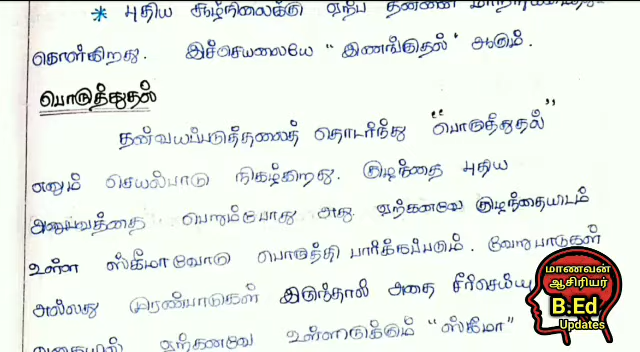 * புதிய சூழ்நிலைக்கு ஏற்ப தன்னை
கொள்கிறது. இச்செயலையே "இணங்குதல்" ஆகும்.
பொருத்துதல்
தன்வயப்படுத்தலைத் தொடர்ந்து "பொருத்துதல்"
எனும் செயல்பாடு நிகழ்கிறது. குழந்தை புதிய
அனுபவத்தை பெறும்போது அது ஏற்கனவே குழந்தையிடம்
உள்ள ஸ்கீமாவோடு பொருத்தி பார்க்கப்படும். வேறுபாடுகள்
அல்லது முரண்பாடுகள் இருந்தால் அதை சீர்செய்யு
வகையில் ஏற்கனவே உள்ளடுக்கும் "ஸ்கீமா"
மாணவன்
ஆசிரியர்
B.Ed
Updates